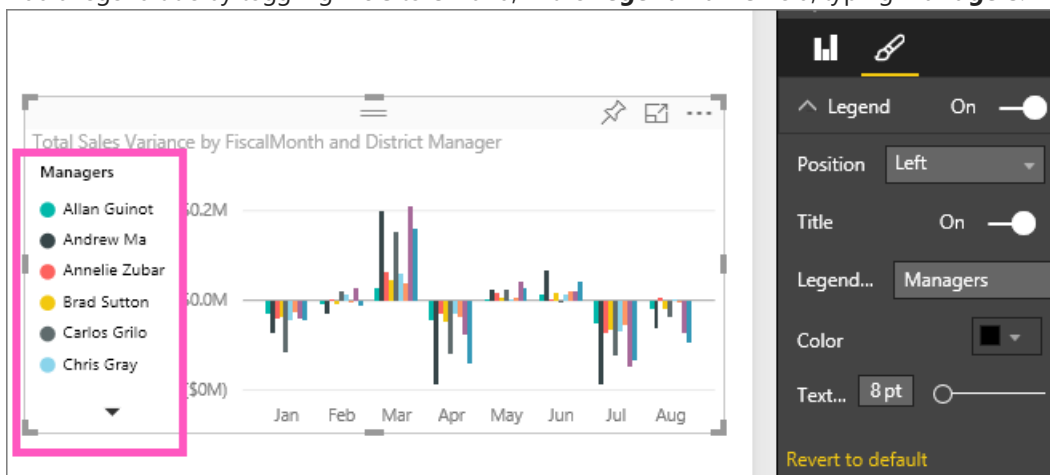 Total Sales Variance by FiscalMonth and District Manager
Managers
Allan Guinot
Andrew Ma
Annelie Zubar
Brad Sutton
Carlos Grilo
Chris Gray
$0.2M
$0.0M
($0M)
Jan Feb Mar Apr May Jun Jul Aug
Legend On
Position Left
Title On
Legend... Managers
Color
Text... 8 pt
Revert to default